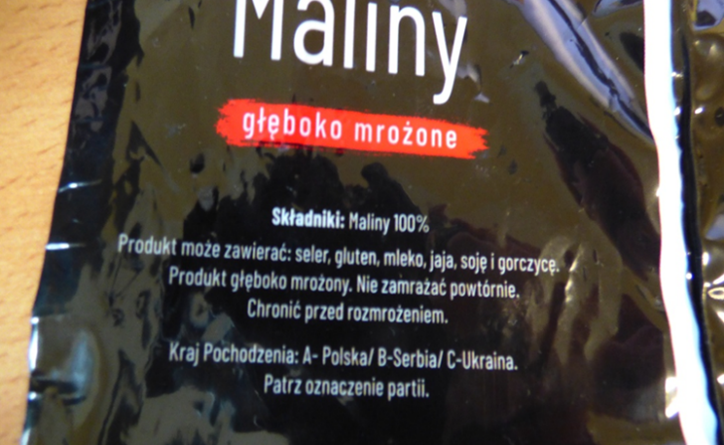 Maliny
głęboko mrożone
Składniki: Maliny 100%
Produkt może zawierać: seler, gluten, mleko, jaja, soję i gorczycę.
Produkt głęboko mrożony. Nie zamrażać powtórnie.
Chronić przed rozmrożeniem.
Kraj Pochodzenia: A- Polska/ B-Serbia/ C-Ukraina.
Patrz oznaczenie partii.